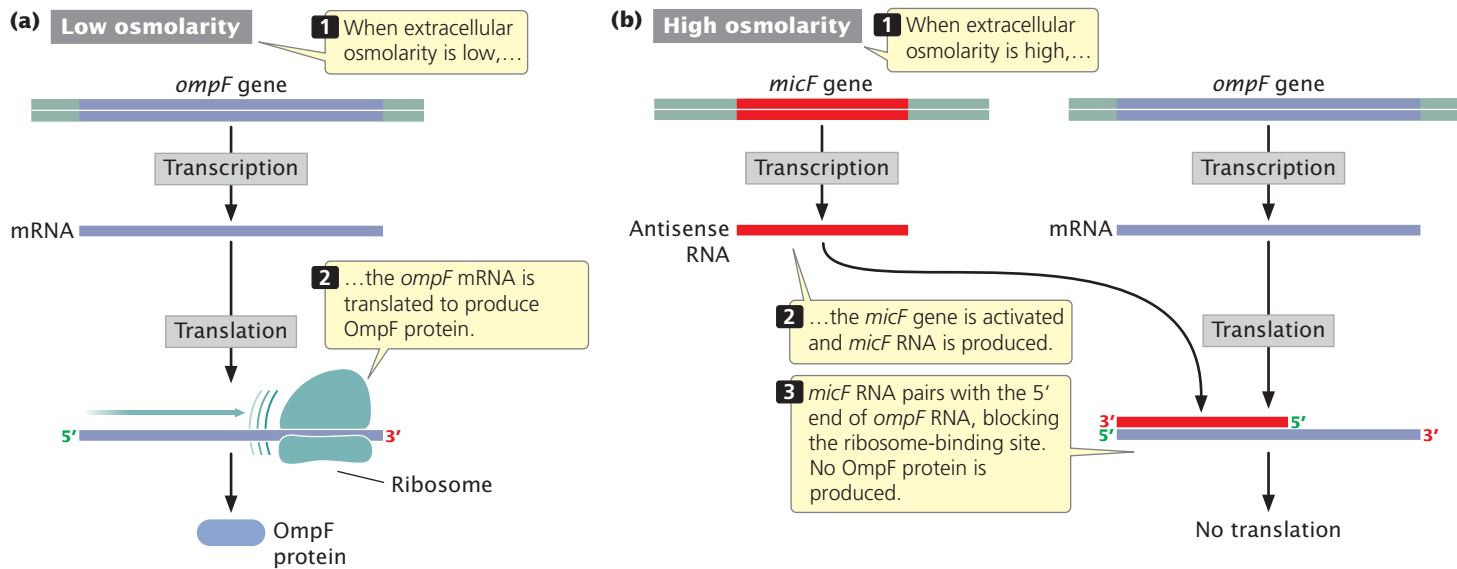 (a) Low osmolarity
1 When extracellular
osmolarity is low,…
ompF gene
Transcription
mRNA
2 …the ompF mRNA is
translated to produce
OmpF protein.
Translation
5′ 3′
Ribosome
OmpF
protein
(b) High osmolarity
1 When extracellular
osmolarity is high,…
micF gene
ompF gene
Transcription
Transcription
Antisense
RNA
mRNA
2 …the micF gene is activated
and micF RNA is produced.
Translation
3 micF RNA pairs with the 5′
end of ompF RNA, blocking
the ribosome-binding site.
No OmpF protein is
produced.
3′ 5′
5′ 3′
No translation